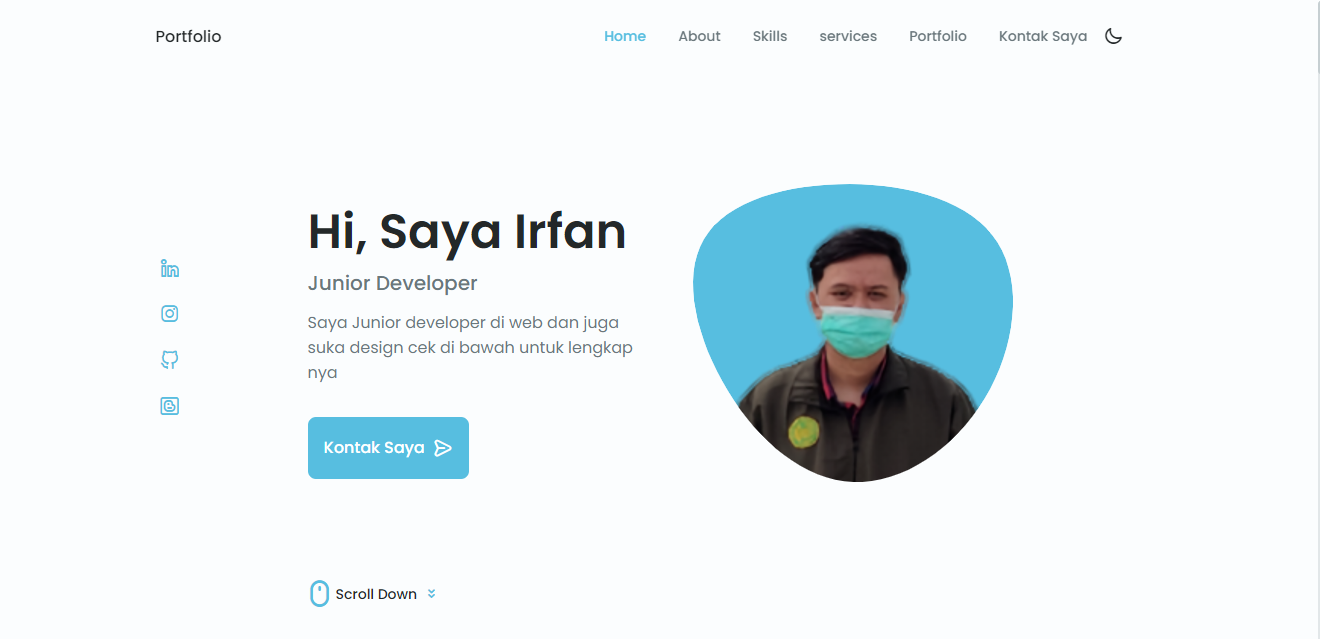 Portfolio
Home About Skills services Portfolio Kontak Saya
Hi, Saya Irfan
Junior Developer
Saya Junior developer di web dan juga
suka design cek di bawah untuk lengkap
nya
Kontak Saya
Scroll Down